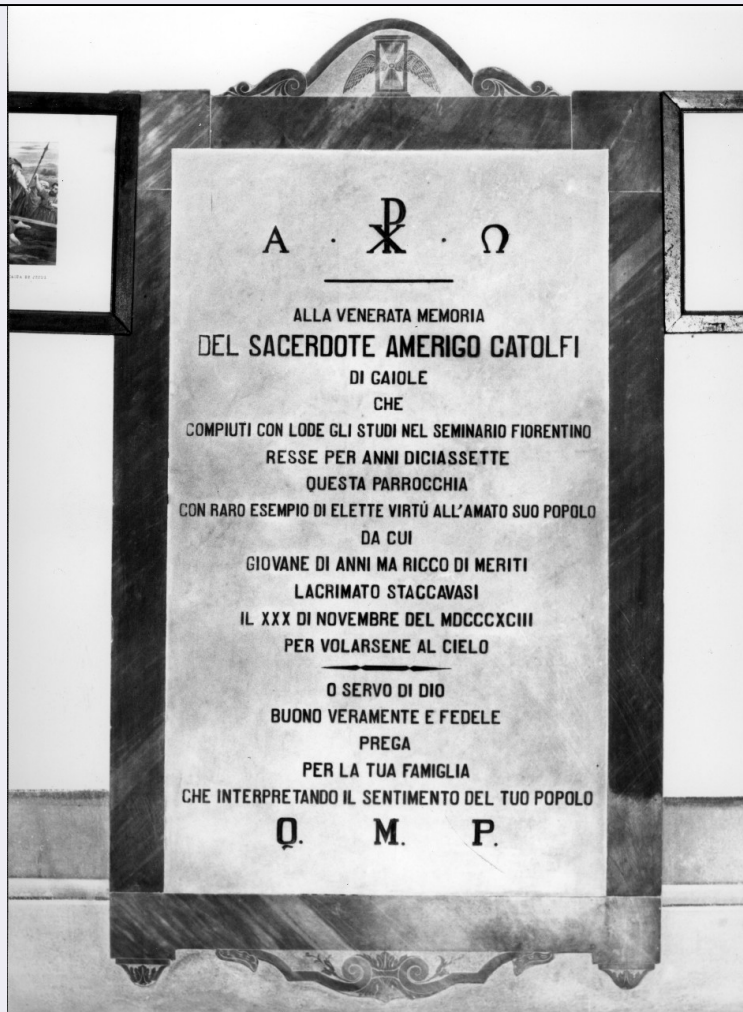 Α · ☧ · Ω
ALLA VENERATA MEMORIA
DEL SACERDOTE AMERIGO CATOLFI
DI GAIOLE
CHE
COMPIUTI CON LODE GLI STUDI NEL SEMINARIO FIORENTINO
RESSE PER ANNI DICIASSETTE
QUESTA PARROCCHIA
CON RARO ESEMPIO DI ELETTE VIRTÚ ALL'AMATO SUO POPOLO
DA CUI
GIOVANE DI ANNI MA RICCO DI MERITI
LACRIMATO STACCAVASI
IL XXX DI NOVEMBRE DEL MDCCCXCIII
PER VOLARSENE AL CIELO
O SERVO DI DIO
BUONO VERAMENTE E FEDELE
PREGA
PER LA TUA FAMIGLIA
CHE INTERPRETANDO IL SENTIMENTO DEL TUO POPOLO
Q. M. P.